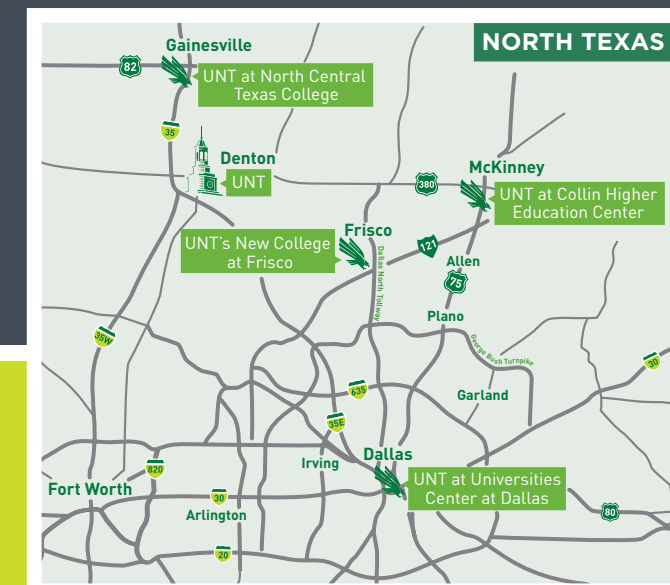 NORTH TEXAS
Gainesville
82
UNT at North Central
Texas College
35
Denton
UNT
McKinney
380
UNT at Collin Higher
Education Center
Frisco
UNT's New College
at Frisco
121
Dallas North Tollway
Allen
75
Plano
35W
George Bush Turnpike
30
635
Garland
35E
Irving
Dallas
820
UNT at Universities
Center at Dallas
Fort Worth
30
Arlington
80
20